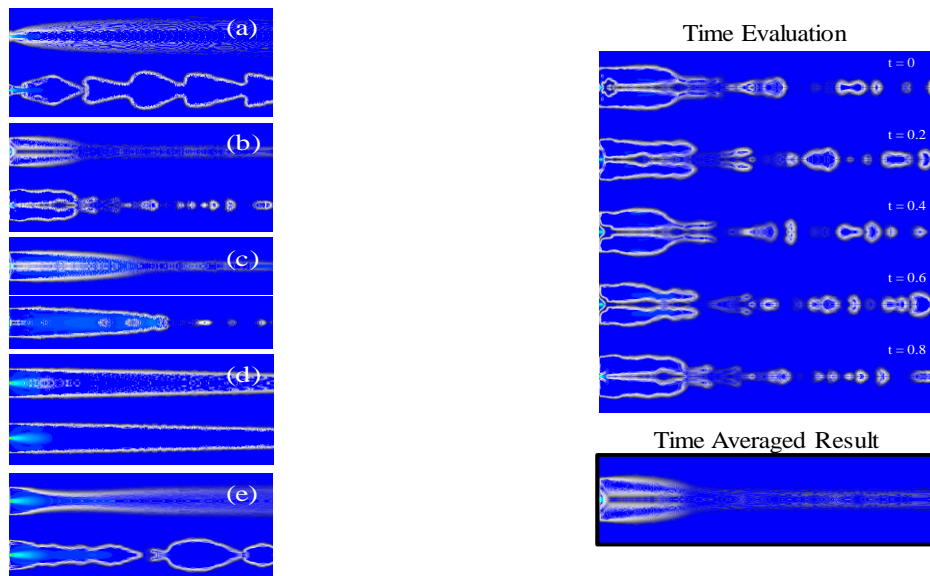 (a)
(b)
(c)
(d)
(e)
Time Evaluation
t = 0
t = 0.2
t = 0.4
t = 0.6
t = 0.8
Time Averaged Result